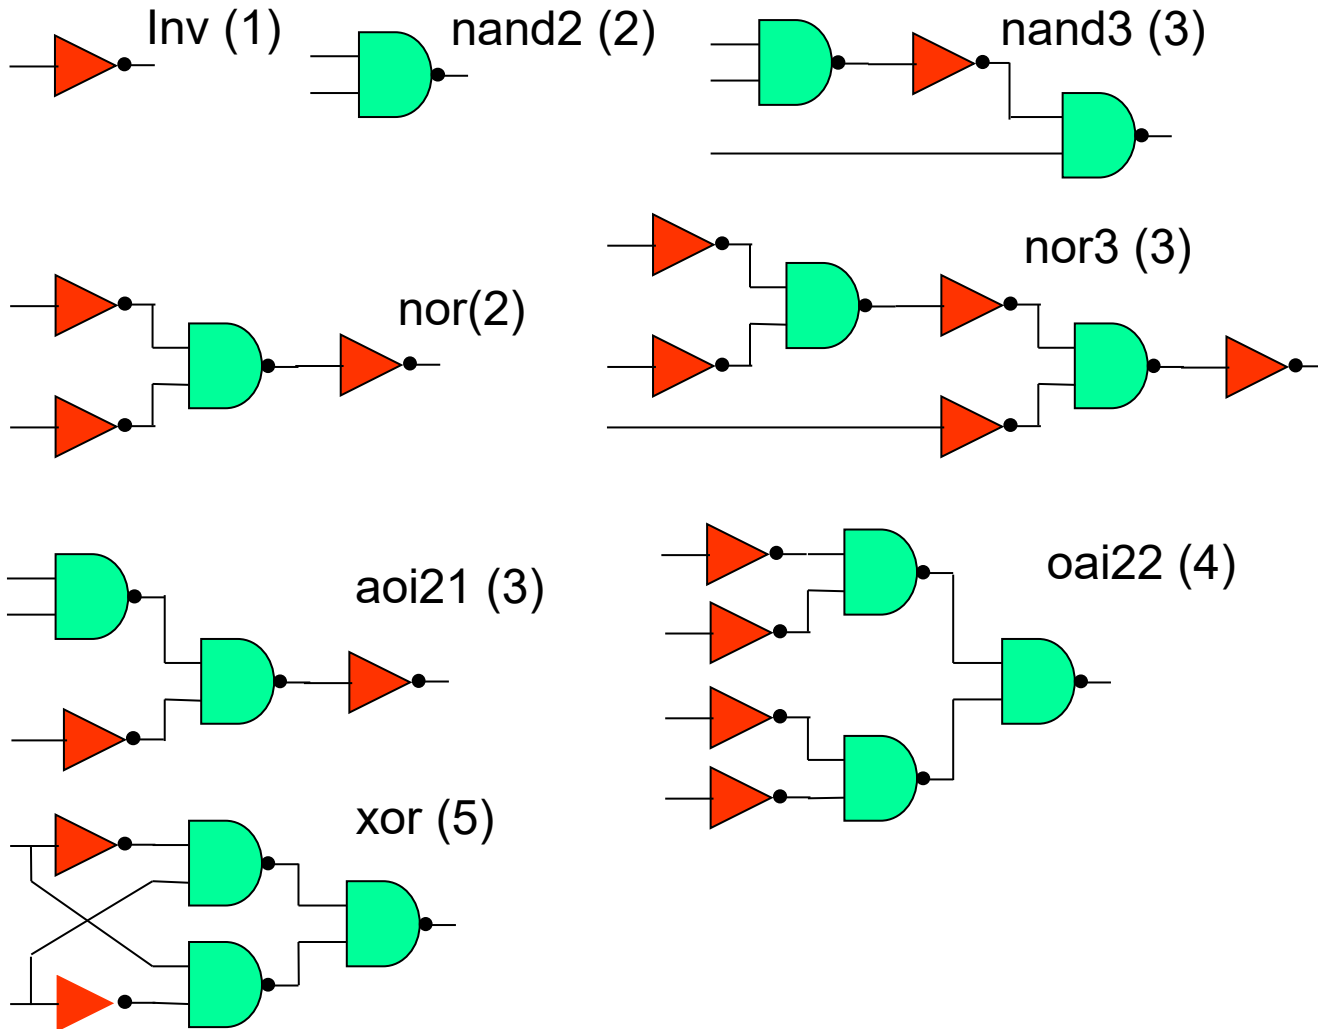 Inv (1)
nand2 (2)
nand3 (3)
nor(2)
nor3 (3)
aoi21 (3)
oai22 (4)
xor (5)